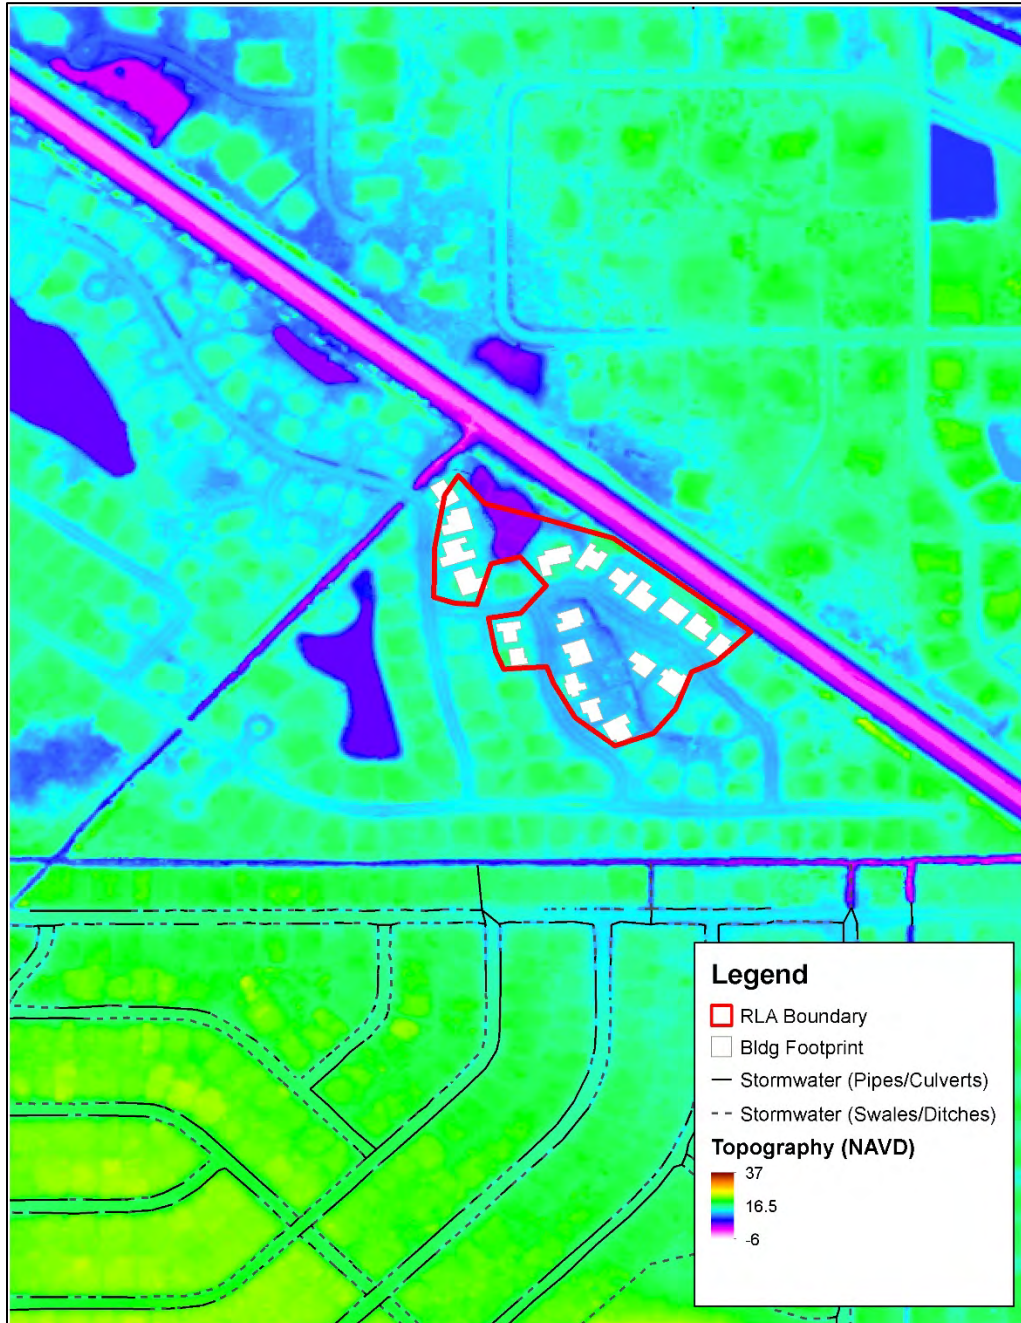 Legend
RLA Boundary
Bldg Footprint
Stormwater (Pipes/Culverts)
Stormwater (Swales/Ditches)
Topography (NAVD)
37
16.5
-6